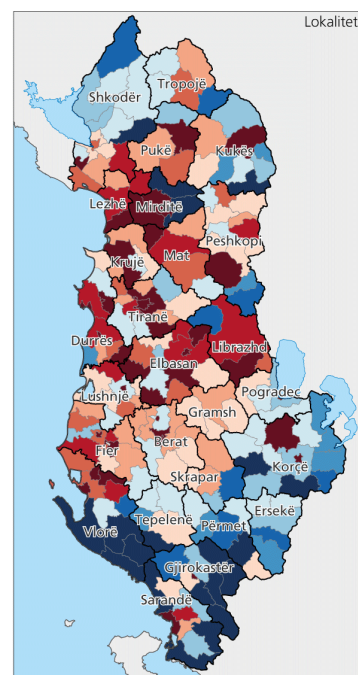 Lokalitet
Tropojë
Shkodër
Pukë
Kukës
Lezhë
Mirditë
Peshkopi
Mat
Krujë
Tiranë
Durrës
Librazhd
Elbasan
Pogradec
Lushnjë
Gramsh
Berat
Fier
Korçë
Skrapar
Ersekë
Tepelenë
Përmet
Vlorë
Gjirokastër
Sarandë